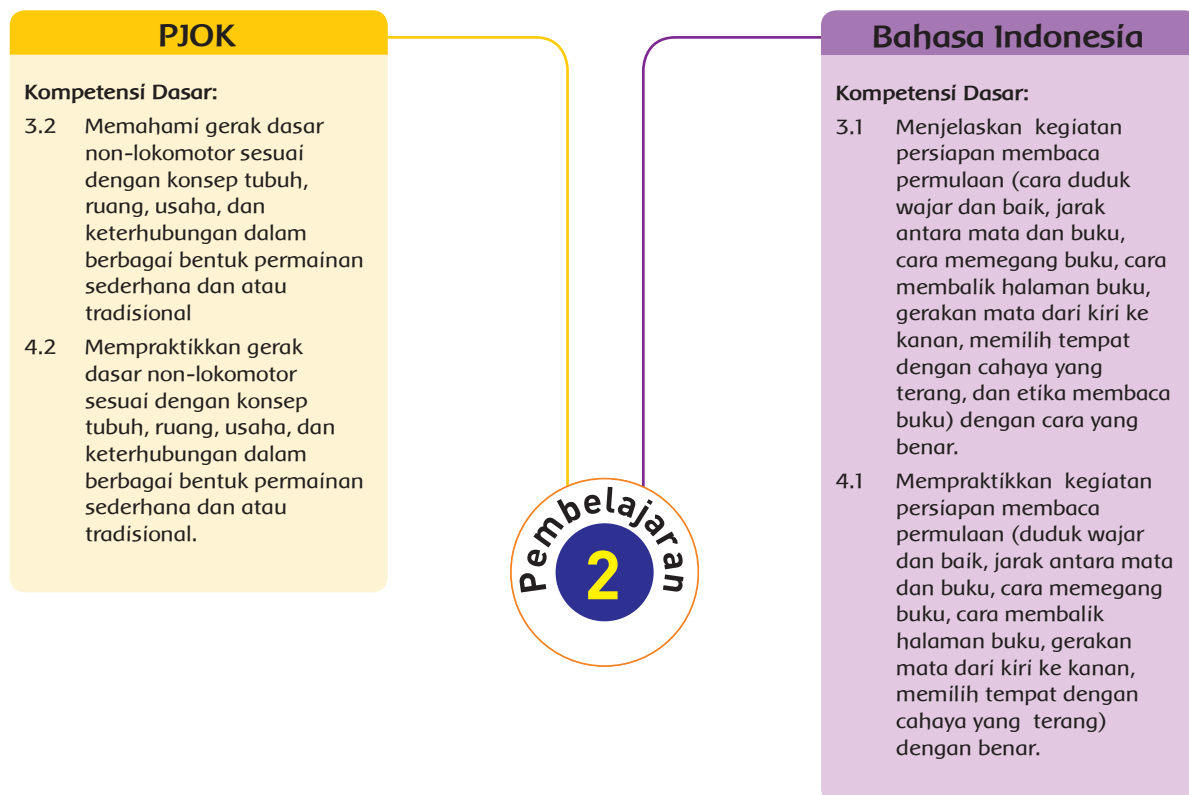 PJOK
Kompetensi Dasar:
3.2 Memahami gerak dasar
non-lokomotor sesuai
dengan konsep tubuh,
ruang, usaha, dan
keterhubungan dalam
berbagai bentuk permainan
sederhana dan atau
tradisional
4.2 Mempraktikkan gerak
dasar non-lokomotor
sesuai dengan konsep
tubuh, ruang, usaha, dan
keterhubungan dalam
berbagai bentuk permainan
sederhana dan atau
tradisional.
Bahasa Indonesia
Kompetensi Dasar:
3.1 Menjelaskan kegiatan
persiapan membaca
permulaan (cara duduk
wajar dan baik, jarak
antara mata dan buku,
cara memegang buku, cara
membalik halaman buku,
gerakan mata dari kiri ke
kanan, memilih tempat
dengan cahaya yang
terang, dan etika membaca
buku) dengan cara yang
benar.
4.1 Mempraktikkan kegiatan
persiapan membaca
permulaan (duduk wajar
dan baik, jarak antara mata
dan buku, cara memegang
buku, cara membalik
halaman buku, gerakan
mata dari kiri ke kanan,
memilih tempat dengan
cahaya yang terang)
dengan benar.
Pembelajaran
2